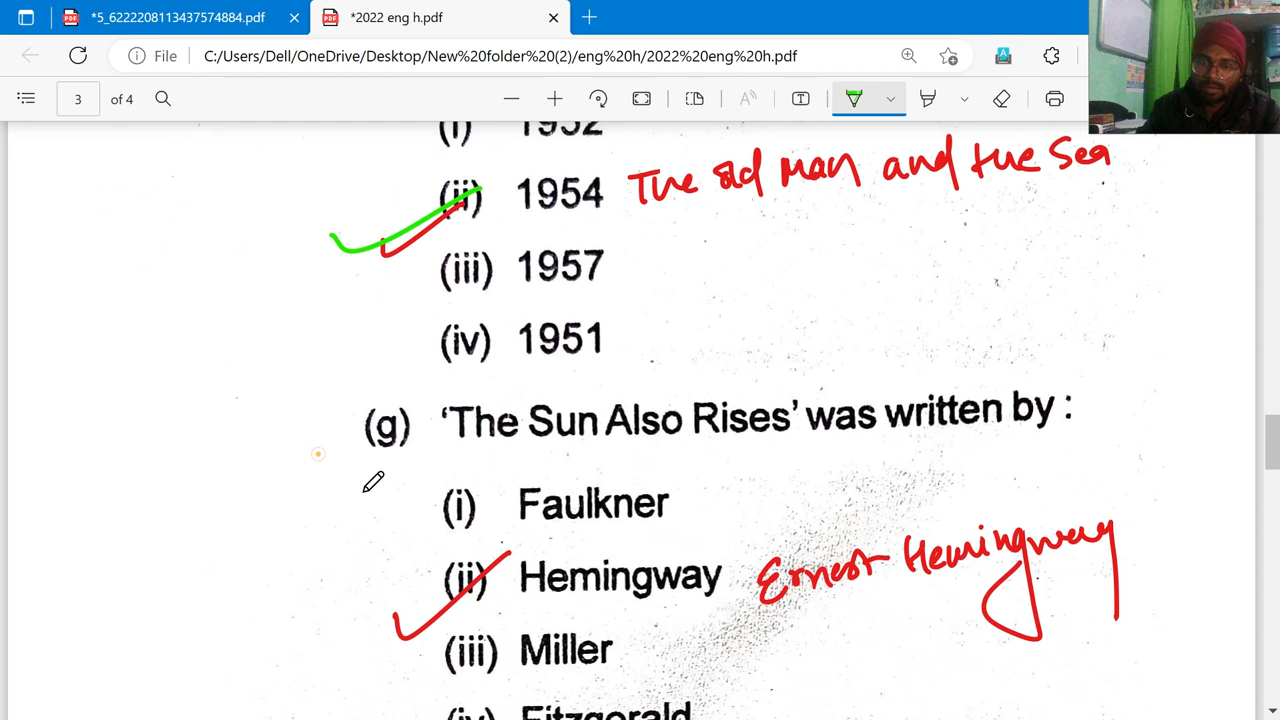 *5_6222208113437574884.pdf
*2022 eng h.pdf
File C:/Users/Dell/OneDrive/Desktop/New%20folder%20(2)/eng%20h/2022%20eng%20h.pdf
3 of 4
(i) 1952
(ii) 1954 The old man and the Sea
(iii) 1957
(iv) 1951
(g) 'The Sun Also Rises' was written by :
(i) Faulkner
(ii) Hemingway Ernest Hemingway
(iii) Miller
(iv) Fitzgerald